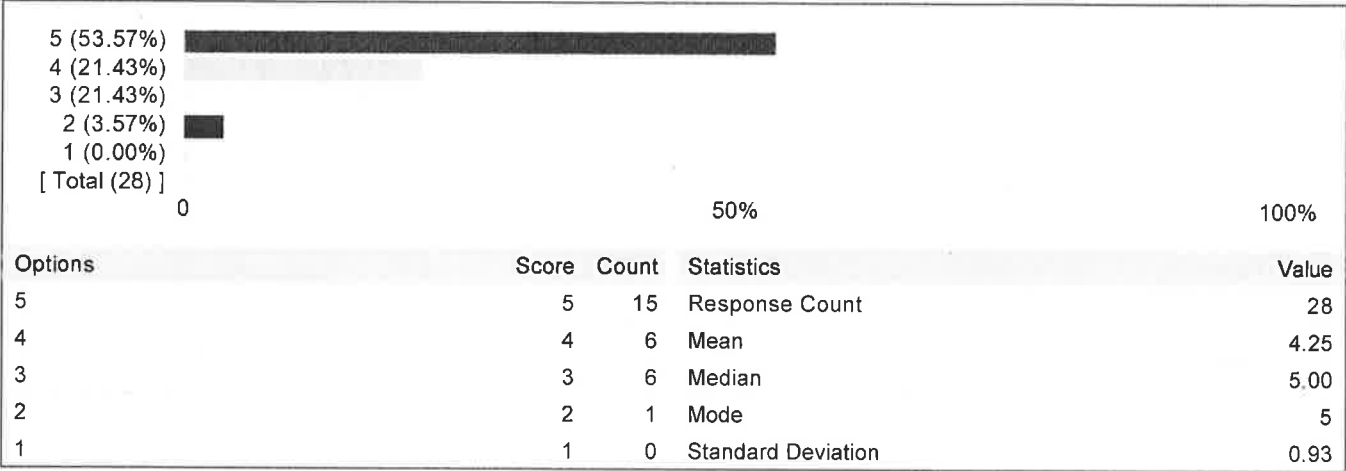 5 (53.57%)
4 (21.43%)
3 (21.43%)
2 (3.57%)
1 (0.00%)
[ Total (28) ]
0 50% 100%
Options Score Count Statistics Value
5 5 15 Response Count 28
4 4 6 Mean 4.25
3 3 6 Median 5.00
2 2 1 Mode 5
1 1 0 Standard Deviation 0.93